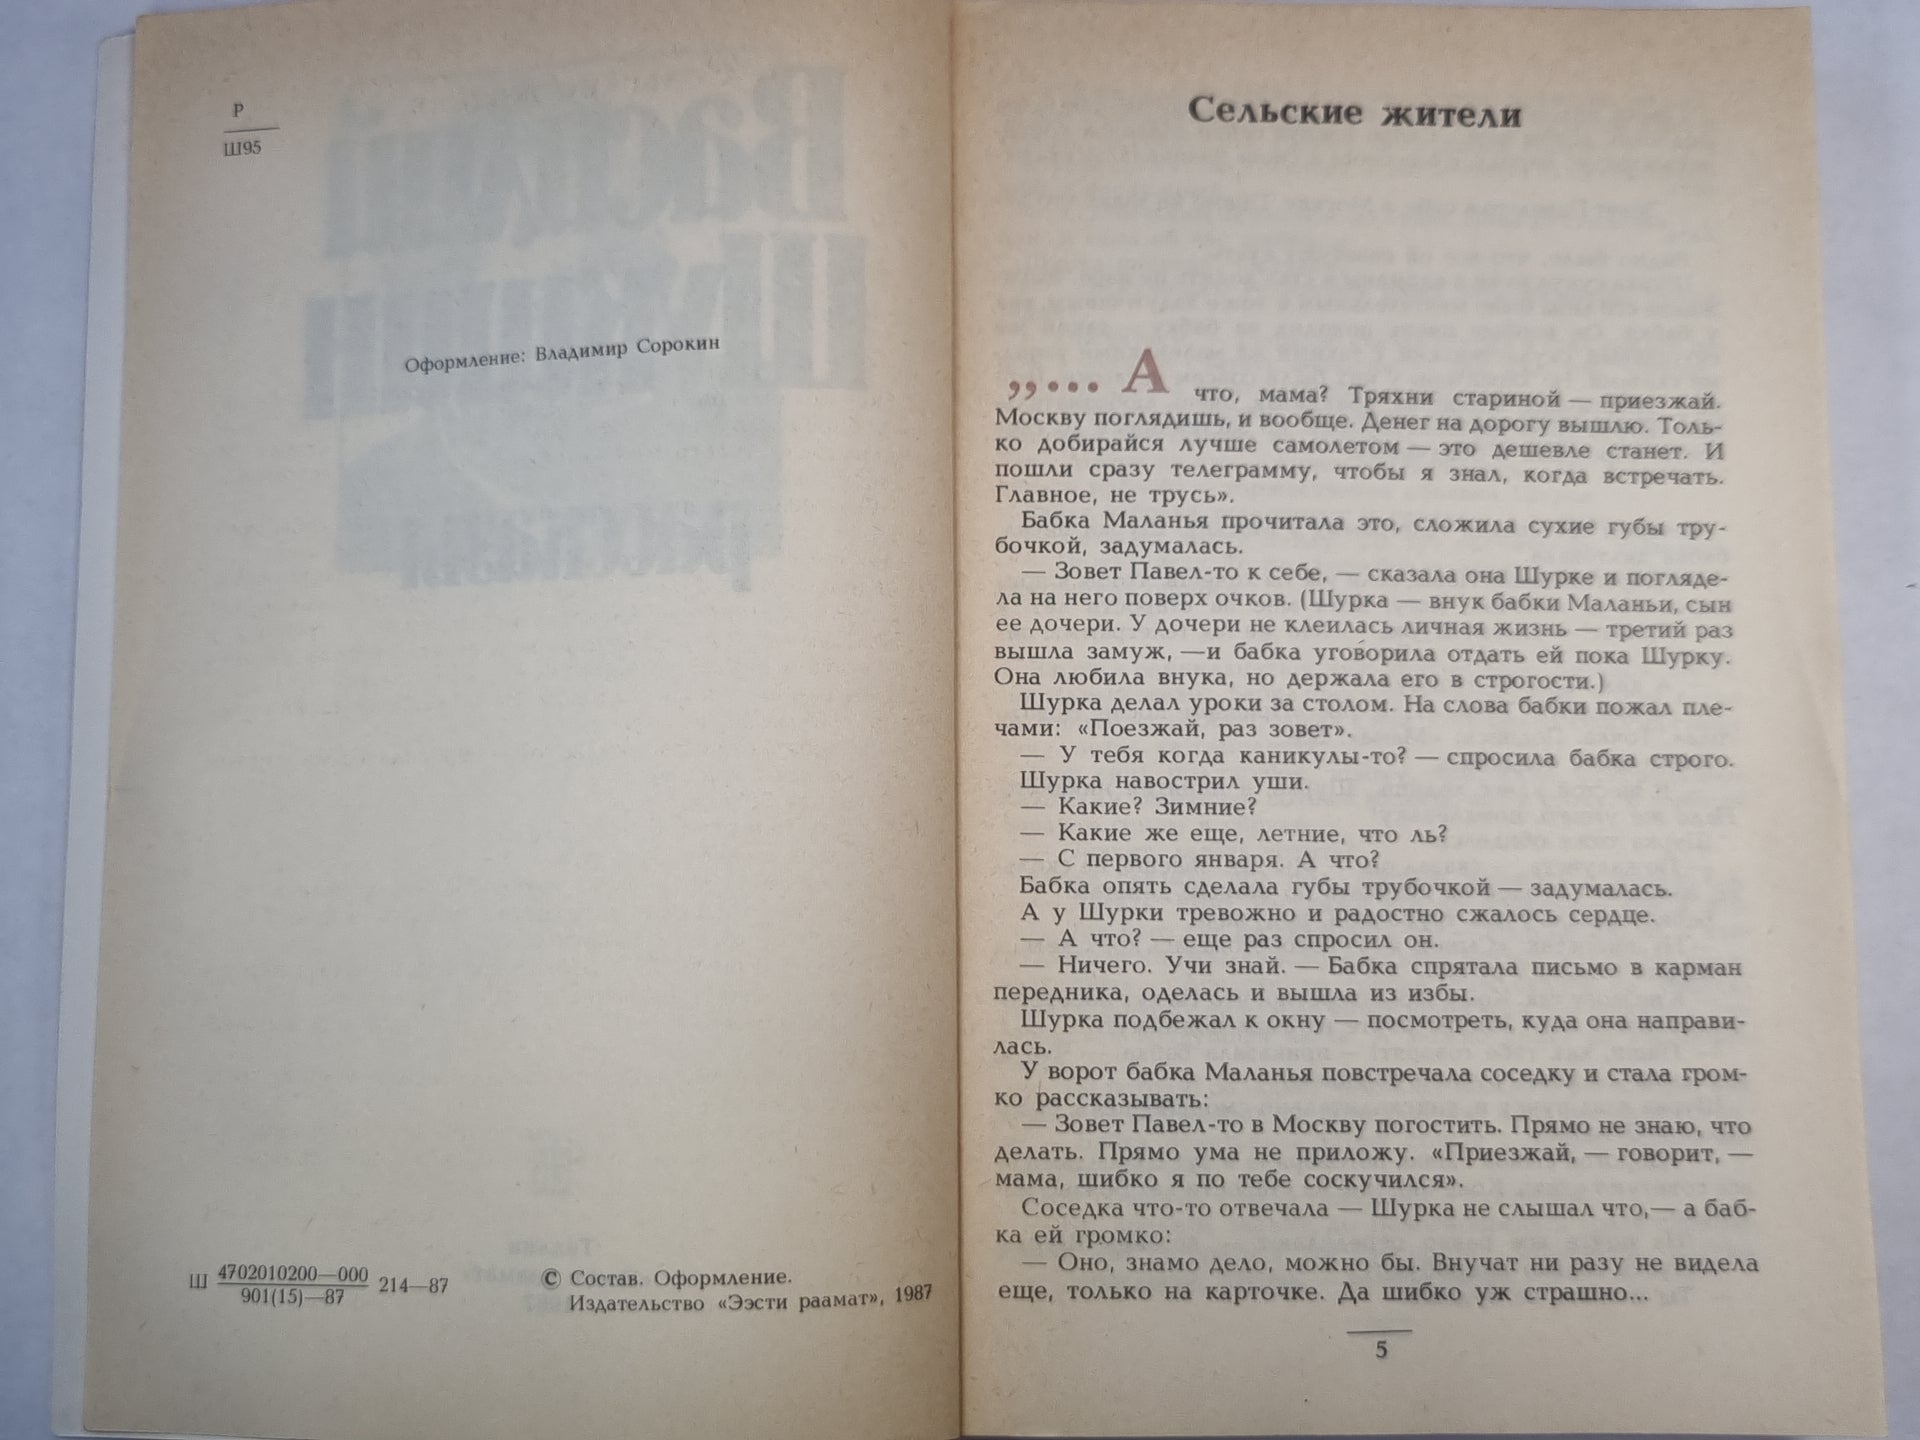 Р
Ш95
Оформление: Владимир Сорокин
Ш 4702010200—000 214—87
901(15)—87
© Состав. Оформление.
Издательство «Ээсти раамат», 1987
Сельские жители
„... А что, мама? Тряхни стариной — приезжай.
Москву поглядишь, и вообще. Денег на дорогу вышлю. Толь-
ко добирайся лучше самолетом — это дешевле станет. И
пошли сразу телеграмму, чтобы я знал, когда встречать.
Главное, не трусь».
Бабка Маланья прочитала это, сложила сухие губы тру-
бочкой, задумалась.
— Зовет Павел-то к себе, — сказала она Шурке и погляде-
ла на него поверх очков. (Шурка — внук бабки Маланьи, сын
ее дочери. У дочери не клеилась личная жизнь — третий раз
вышла замуж, —и бабка уговорила отдать ей пока Шурку.
Она любила внука, но держала его в строгости.)
Шурка делал уроки за столом. На слова бабки пожал пле-
чами: «Поезжай, раз зовет».
— У тебя когда каникулы-то? — спросила бабка строго.
Шурка навострил уши.
— Какие? Зимние?
— Какие же еще, летние, что ль?
— С первого января. А что?
Бабка опять сделала губы трубочкой — задумалась.
А у Шурки тревожно и радостно сжалось сердце.
— А что? — еще раз спросил он.
— Ничего. Учи знай. — Бабка спрятала письмо в карман
передника, оделась и вышла из избы.
Шурка подбежал к окну — посмотреть, куда она направи-
лась.
У ворот бабка Маланья повстречала соседку и стала гром-
ко рассказывать:
— Зовет Павел-то в Москву погостить. Прямо не знаю, что
делать. Прямо ума не приложу. «Приезжай, — говорит, —
мама, шибко я по тебе соскучился».
Соседка что-то отвечала — Шурка не слышал что,— а баб-
ка ей громко:
— Оно, знамо дело, можно бы. Внучат ни разу не видела
еще, только на карточке. Да шибко уж страшно...
5